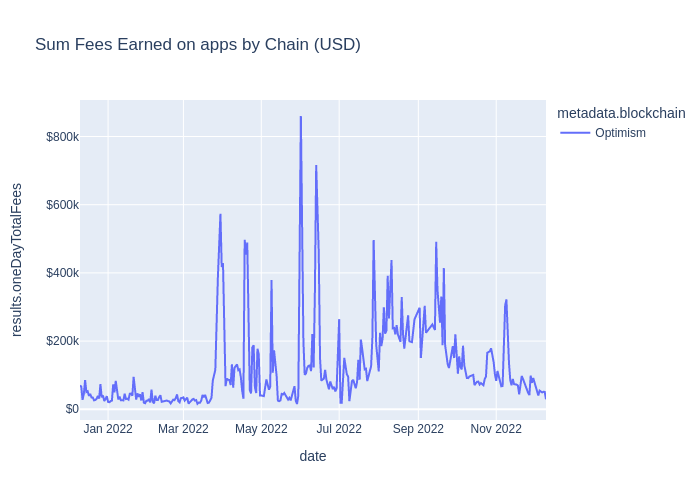 Sum Fees Earned on apps by Chain (USD)
metadata.blockchain
Optimism
results.oneDayTotalFees
$800k
$600k
$400k
$200k
$0
Jan 2022
Mar 2022
May 2022
Jul 2022
Sep 2022
Nov 2022
date